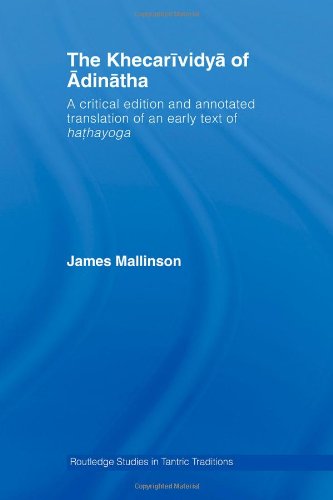 The Khecarīvidyā of
Ādinātha
A critical edition and annotated
translation of an early text of
haṭhayoga
James Mallinson
Routledge Studies in Tantric Traditions